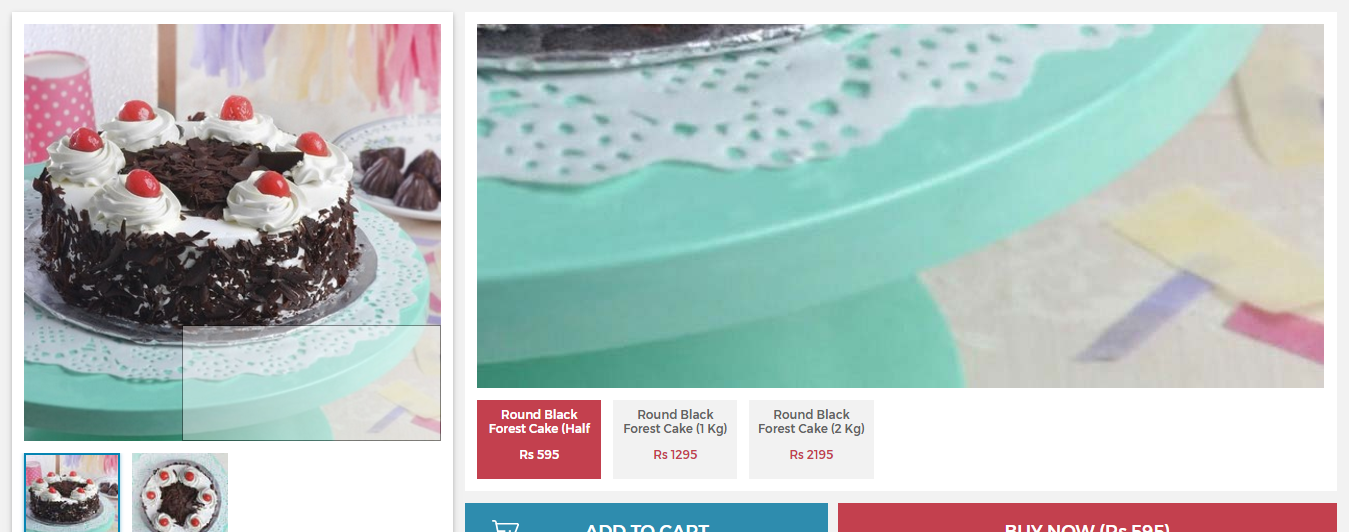 Round Black
Forest Cake (Half
Rs 595
Round Black
Forest Cake (1 Kg)
Rs 1295
Round Black
Forest Cake (2 Kg)
Rs 2195
ADD TO CART
BUY NOW (Rs 595)